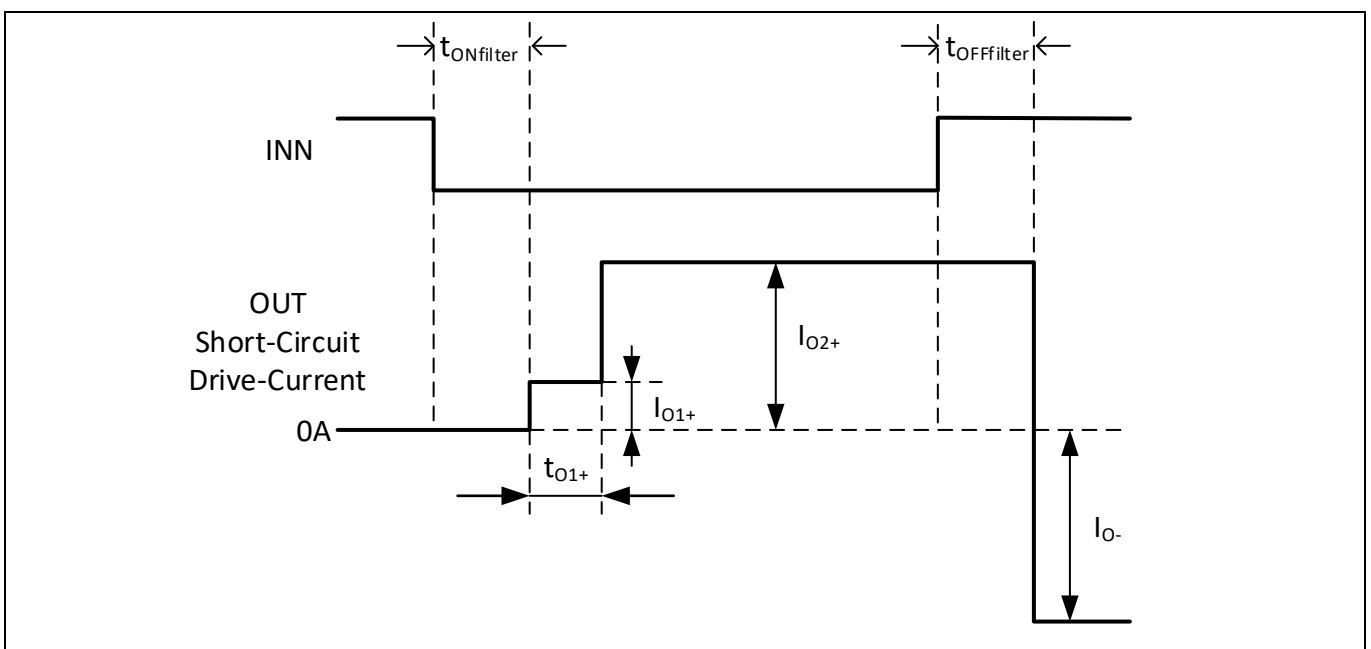 tONfilter
tOFFfilter
INN
OUT
Short-Circuit
Drive-Current
0A
IO2+
IO1+
tO1+
IO-